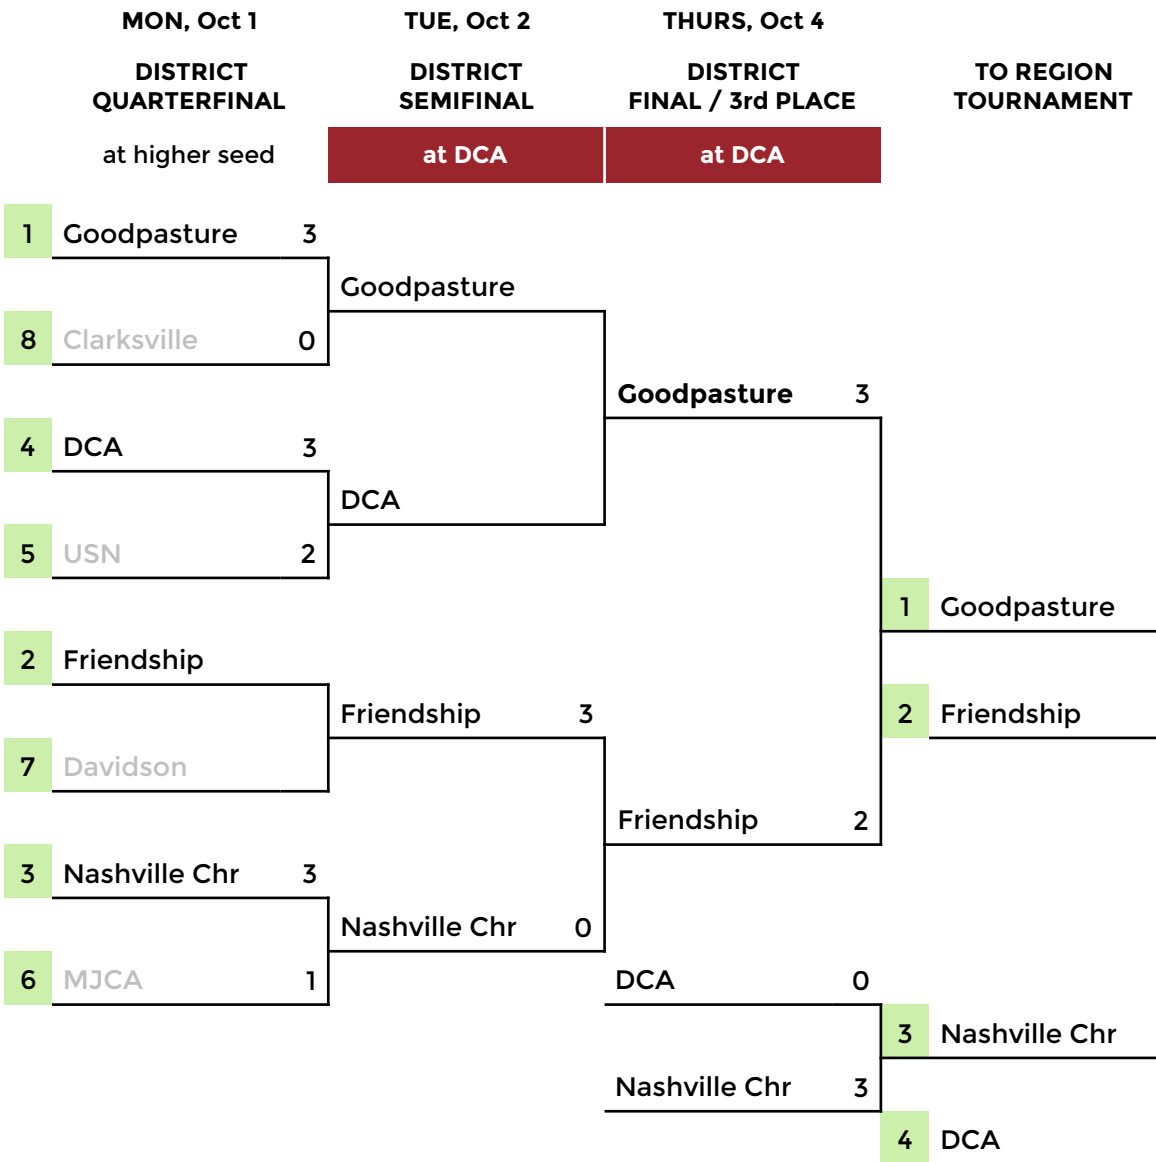 MON, Oct 1 TUE, Oct 2 THURS, Oct 4
DISTRICT DISTRICT DISTRICT TO REGION
QUARTERFINAL SEMIFINAL FINAL / 3rd PLACE TOURNAMENT
at higher seed at DCA at DCA
1 Goodpasture 3
Goodpasture
8 Clarksville 0
Goodpasture 3
4 DCA 3
DCA
5 USN 2
1 Goodpasture
2 Friendship
Friendship 3
2 Friendship
7 Davidson
Friendship 2
3 Nashville Chr 3
Nashville Chr 0
6 MJCA 1
DCA 0
3 Nashville Chr
Nashville Chr 3
4 DCA